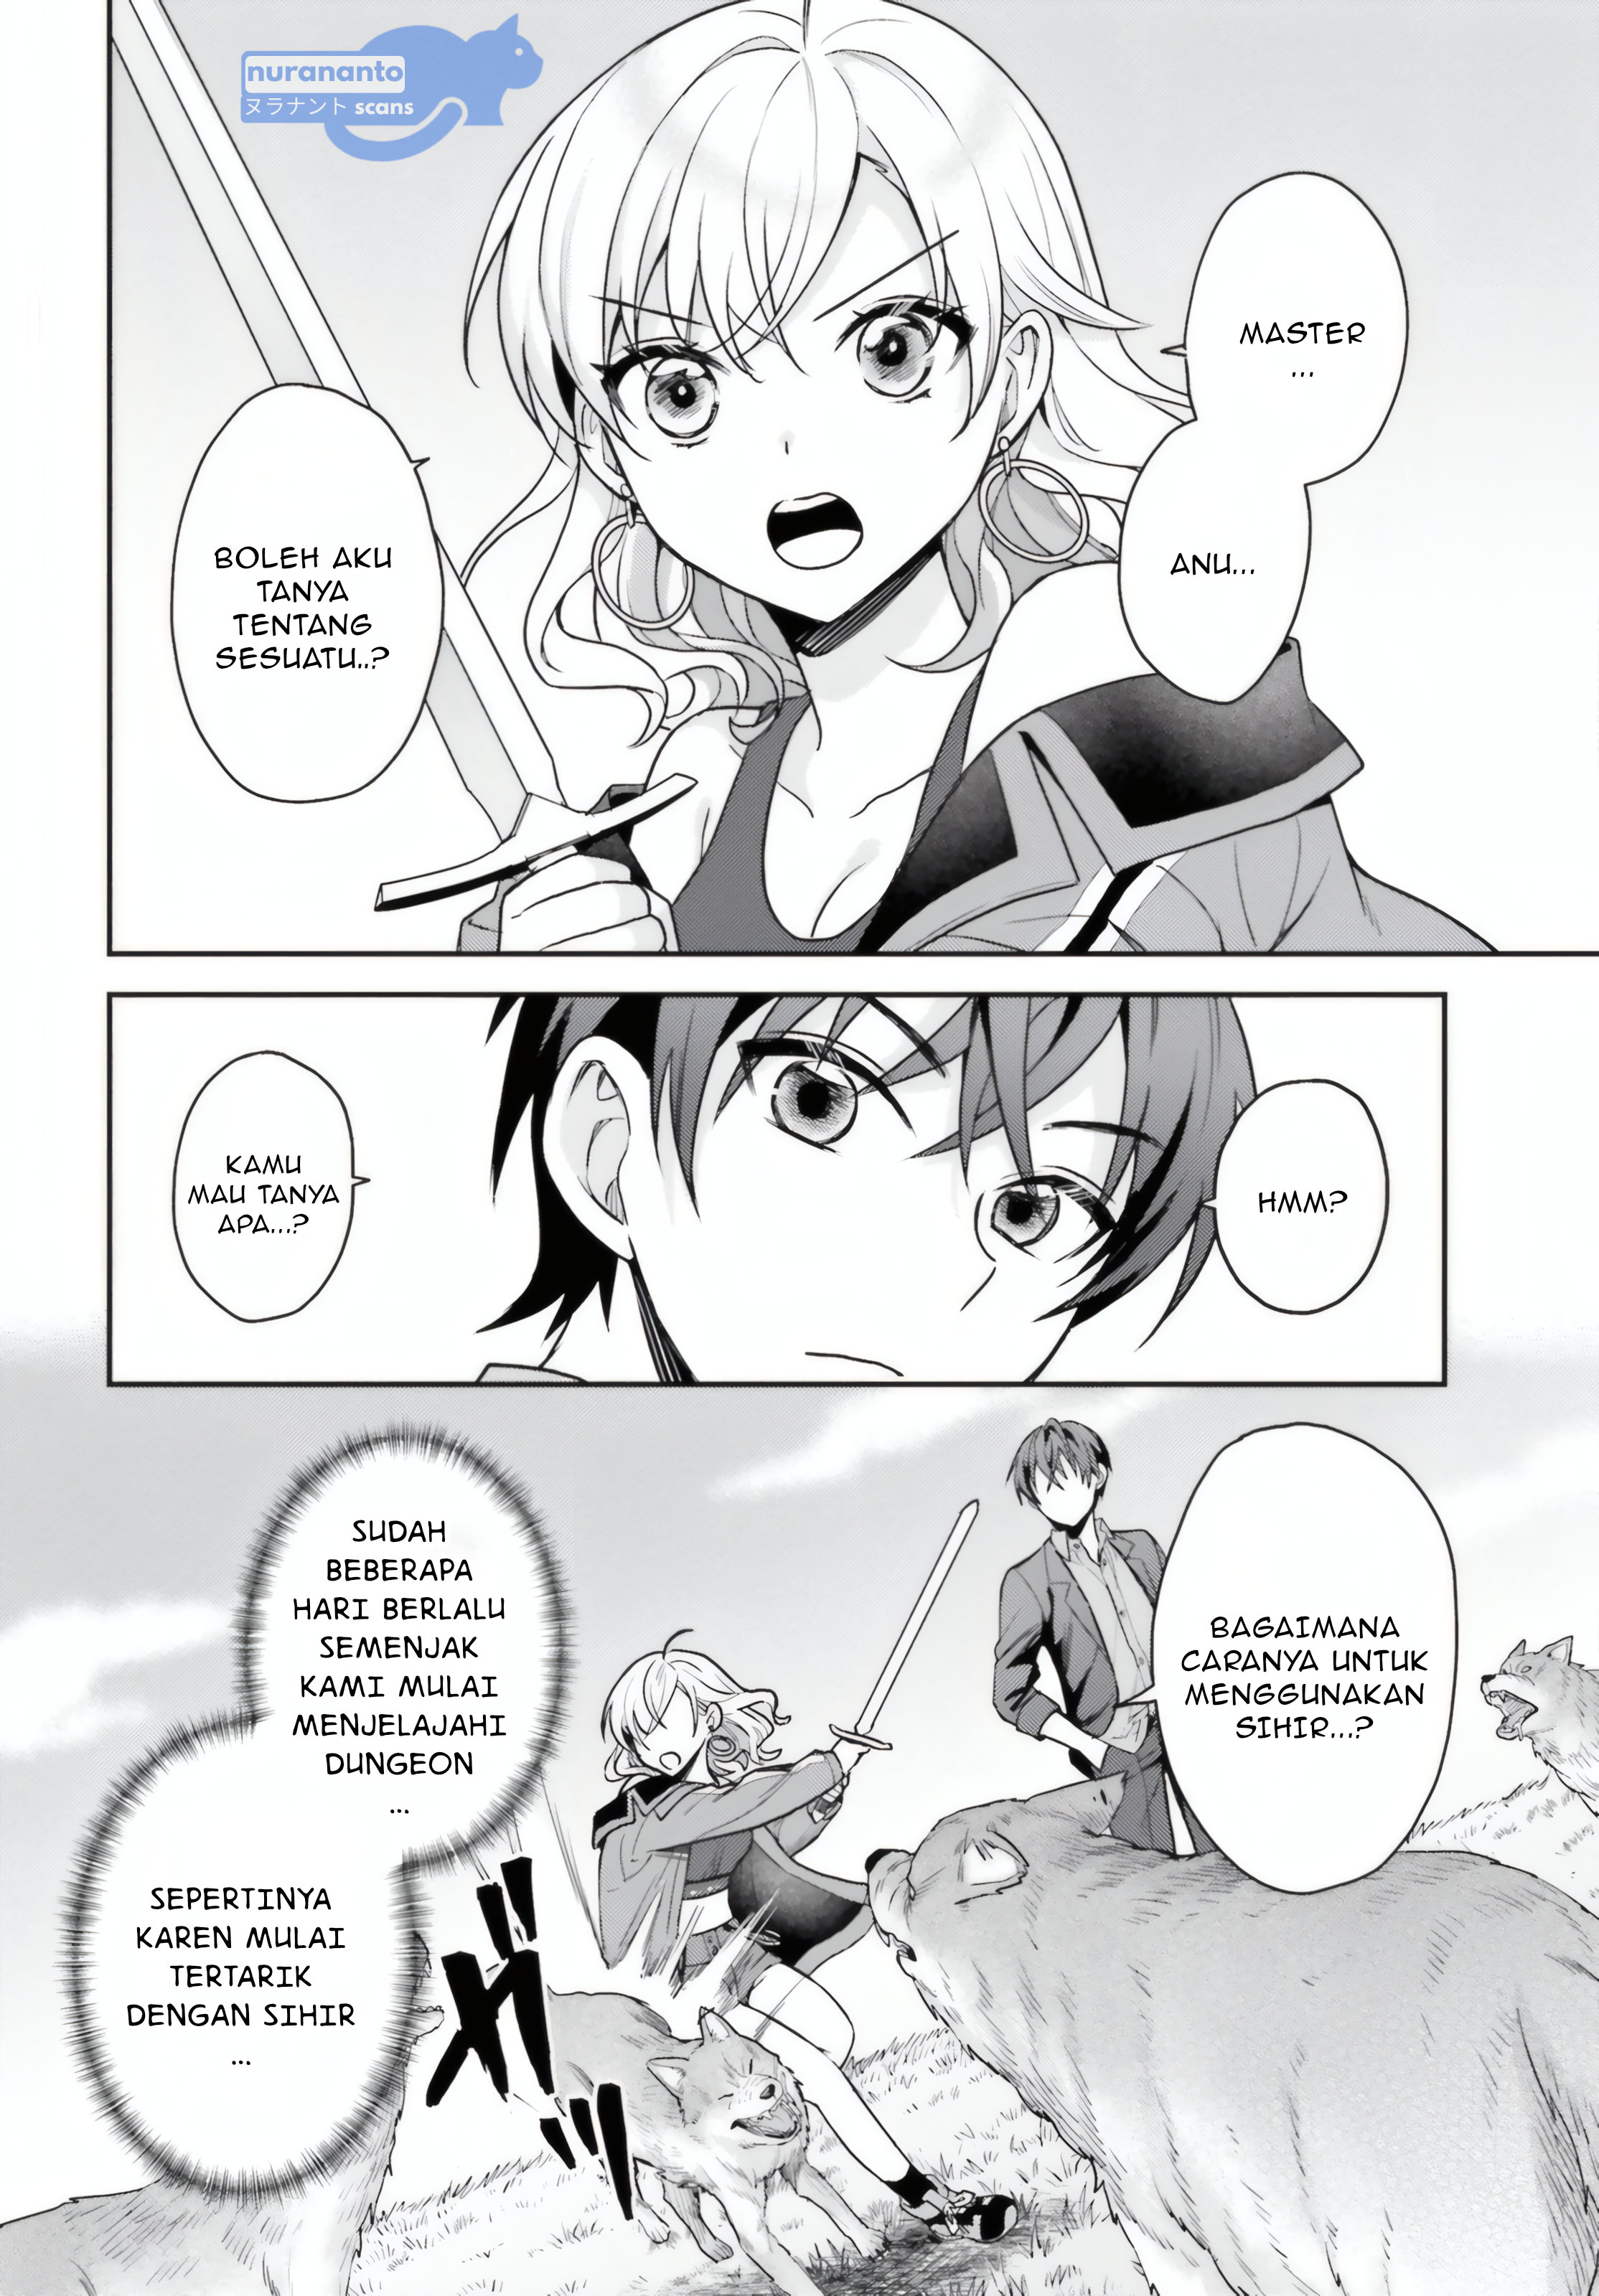 nurananto
ヌラナント scans
MASTER
...
ANU...
BOLEH AKU
TANYA
TENTANG
SESUATU..?
HMM?
KAMU
MAU TANYA
APA...?
BAGAIMANA
CARANYA UNTUK
MENGGUNAKAN
SIHIR...?
SUDAH
BEBERAPA
HARI BERLALU
SEMENJAK
KAMI MULAI
MENJELAJAHI
DUNGEON
...
SEPERTINYA
KAREN MULAI
TERTARIK
DENGAN SIHIR
...